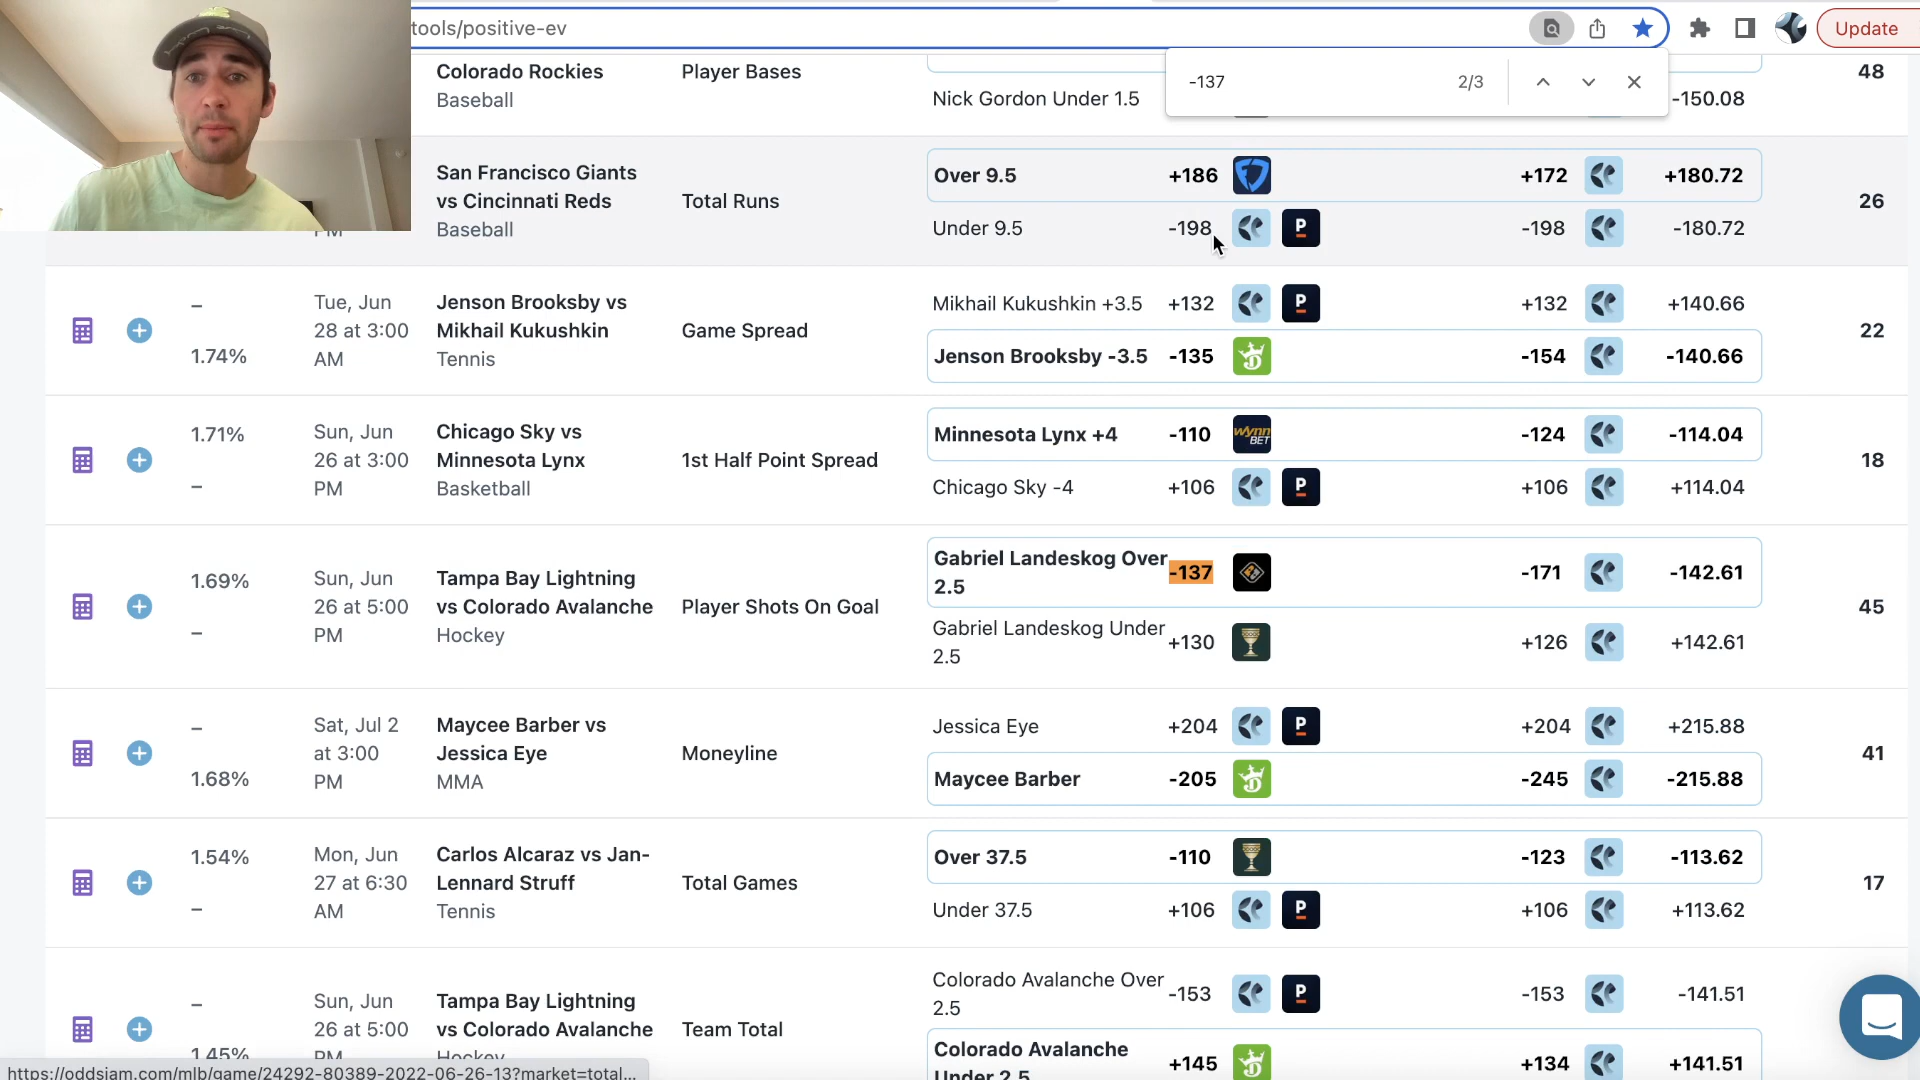 tools/positive-ev
Update
-137
2/3
Colorado Rockies
Baseball
Player Bases
Nick Gordon Under 1.5
-150.08
48
PM
San Francisco Giants
vs Cincinnati Reds
Baseball
Total Runs
Over 9.5
+186
+172
+180.72
Under 9.5
-198
P
-198
-180.72
26
–
1.74%
Tue, Jun
28 at 3:00
AM
Jenson Brooksby vs
Mikhail Kukushkin
Tennis
Game Spread
Mikhail Kukushkin +3.5
+132
P
+132
+140.66
Jenson Brooksby -3.5
-135
-154
-140.66
22
1.71%
–
Sun, Jun
26 at 3:00
PM
Chicago Sky vs
Minnesota Lynx
Basketball
1st Half Point Spread
Minnesota Lynx +4
-110
WYNN
BET
-124
-114.04
Chicago Sky -4
+106
P
+106
+114.04
18
1.69%
–
Sun, Jun
26 at 5:00
PM
Tampa Bay Lightning
vs Colorado Avalanche
Hockey
Player Shots On Goal
Gabriel Landeskog Over
2.5
-137
-171
-142.61
Gabriel Landeskog Under
2.5
+130
+126
+142.61
45
–
1.68%
Sat, Jul 2
at 3:00
PM
Maycee Barber vs
Jessica Eye
MMA
Moneyline
Jessica Eye
+204
P
+204
+215.88
Maycee Barber
-205
-245
-215.88
41
1.54%
–
Mon, Jun
27 at 6:30
AM
Carlos Alcaraz vs Jan-
Lennard Struff
Tennis
Total Games
Over 37.5
-110
-123
-113.62
Under 37.5
+106
P
+106
+113.62
17
–
1.45%
Sun, Jun
26 at 5:00
PM
Tampa Bay Lightning
vs Colorado Avalanche
Hockey
Team Total
Colorado Avalanche Over
2.5
-153
P
-153
-141.51
Colorado Avalanche
Under 2.5
+145
+134
+141.51
https://oddsjam.com/mlb/game/24292-80389-2022-06-26-13?market=total...